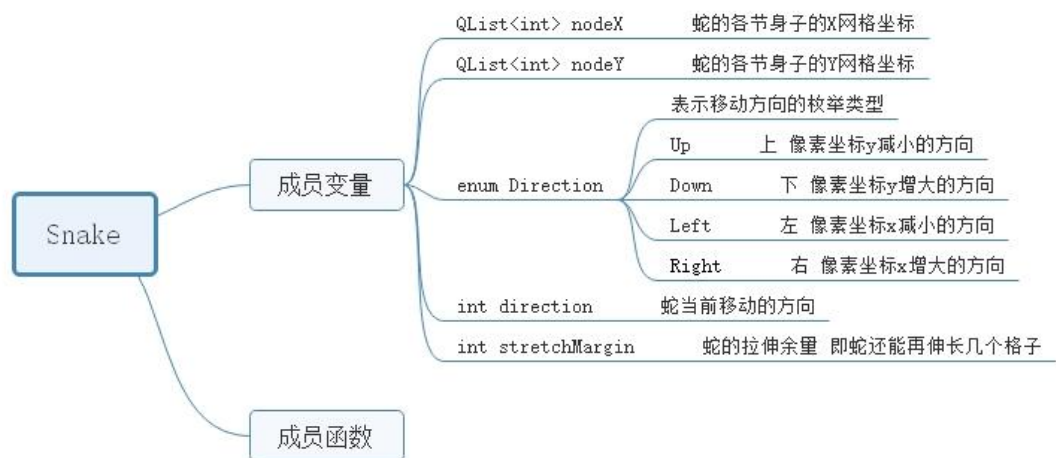 QList<int> nodeX 蛇的各节身子的X网格坐标
QList<int> nodeY 蛇的各节身子的Y网格坐标
表示移动方向的枚举类型
Up 上 像素坐标y减小的方向
成员变量
enum Direction
Down 下 像素坐标y增大的方向
Snake
Left 左 像素坐标x减小的方向
Right 右 像素坐标x增大的方向
int direction 蛇当前移动的方向
int stretchMargin 蛇的拉伸余量 即蛇还能再伸长几个格子
成员函数